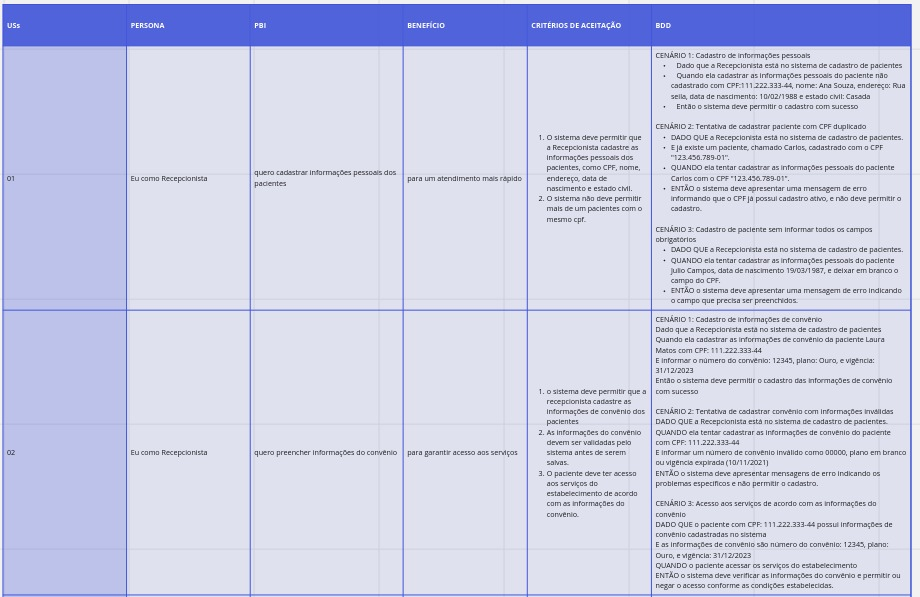 USs
PERSONA
PBI
BENEFÍCIO
CRITÉRIOS DE ACEITAÇÃO
BDD
01
Eu como Recepcionista
quero cadastrar informações pessoais dos
pacientes
para um atendimento mais rápido
1. O sistema deve permitir que
a Recepcionista cadastre as
informações pessoais dos
pacientes, como CPF, nome,
endereço, data de
nascimento e estado civil.
2. O sistema não deve permitir
mais de um pacientes com o
mesmo cpf.
CENÁRIO 1: Cadastro de informações pessoais
• Dado que a Recepcionista está no sistema de cadastro de pacientes
• Quando ela cadastrar as informações pessoais do paciente não
cadastrado com CPF:111.222.333-44, nome: Ana Souza, endereço: Rua
seila, data de nascimento: 10/02/1988 e estado civil: Casada
• Então o sistema deve permitir o cadastro com sucesso
CENÁRIO 2: Tentativa de cadastrar paciente com CPF duplicado
• DADO QUE a Recepcionista está no sistema de cadastro de pacientes.
• E já existe um paciente, chamado Carlos, cadastrado com o CPF
"123.456.789-01".
• QUANDO ela tentar cadastrar as informações pessoais do paciente
Carlos com o CPF "123.456.789-01".
• ENTÃO o sistema deve apresentar uma mensagem de erro
informando que o CPF já possui cadastro ativo, e não deve permitir o
cadastro.
CENÁRIO 3: Cadastro de paciente sem informar todos os campos
obrigatórios
• DADO QUE a Recepcionista está no sistema de cadastro de pacientes.
• QUANDO ela tentar cadastrar as informações pessoais do paciente
Julio Campos, data de nascimento 19/03/1987, e deixar em branco o
campo do CPF.
• ENTÃO o sistema deve apresentar uma mensagem de erro indicando
o campo que precisa ser preenchidos.
02
Eu como Recepcionista
quero preencher informações do convênio
para garantir acesso aos serviços
1. o sistema deve permitir que a
recepcionista cadastre as
informações de convênio dos
pacientes
2. As informações do convênio
devem ser validadas pelo
sistema antes de serem
salvas.
3. O paciente deve ter acesso
aos serviços do
estabelecimento de acordo
com as informações do
convênio.
CENÁRIO 1: Cadastro de informações de convênio
Dado que a Recepcionista está no sistema de cadastro de pacientes
Quando ela cadastrar as informações de convênio da paciente Laura
Matos com CPF: 111.222.333-44
E informar o número do convênio: 12345, plano: Ouro, e vigência:
31/12/2023
Então o sistema deve permitir o cadastro das informações de convênio
com sucesso
CENÁRIO 2: Tentativa de cadastrar convênio com informações inválidas
DADO QUE a Recepcionista está no sistema de cadastro de pacientes.
QUANDO ela tentar cadastrar as informações de convênio do paciente
com CPF: 111.222.333-44
E informar um número de convênio inválido como 00000, plano em branco
ou vigência expirada (10/11/2021)
ENTÃO o sistema deve apresentar mensagens de erro indicando os
problemas específicos e não permitir o cadastro.
CENÁRIO 3: Acesso aos serviços de acordo com as informações do
convênio
DADO QUE o paciente com CPF: 111.222.333-44 possui informações de
convênio cadastradas no sistema
E as informações de convênio são número do convênio: 12345, plano:
Ouro, e vigência: 31/12/2023
QUANDO o paciente acessar os serviços do estabelecimento
ENTÃO o sistema deve verificar as informações do convênio e permitir ou
negar o acesso conforme as condições estabelecidas.